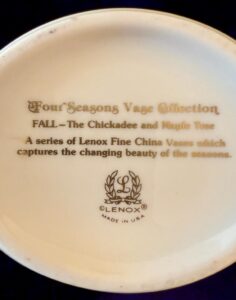 Four Seasons Vase Collection
FALL – The Chickadee and Maple Tree
A series of Lenox Fine China Vases which
captures the changing beauty of the seasons.
L
©LENOX®
MADE IN USA